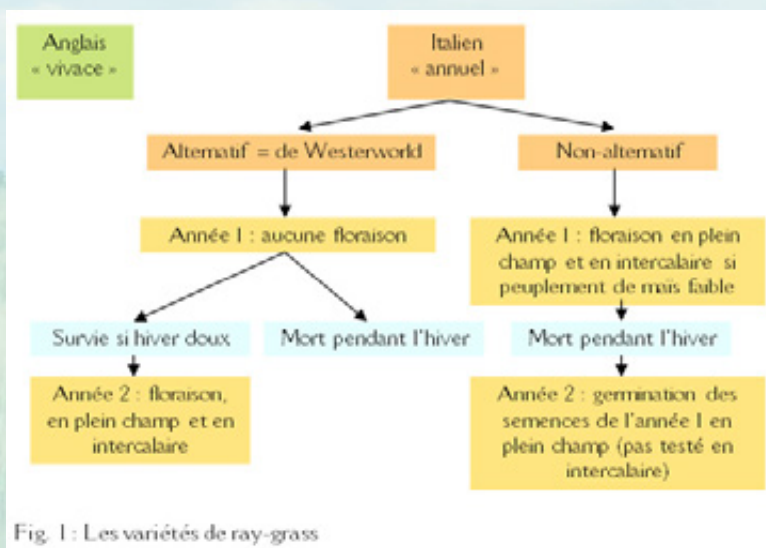 Anglais
« vivace »
Italien
« annuel »
Alternatif = de Westerworld
Non-alternatif
Année 1 : aucune floraison
Année 1 : floraison en plein
champ et en intercalaire si
peuplement de maïs faible
Survie si hiver doux
Mort pendant l'hiver
Mort pendant l'hiver
Année 2 : floraison,
en plein champ et en
intercalaire
Année 2 : germination des
semences de l'année 1 en
plein champ (pas testé en
intercalaire)
Fig. 1 : Les variétés de ray-grass